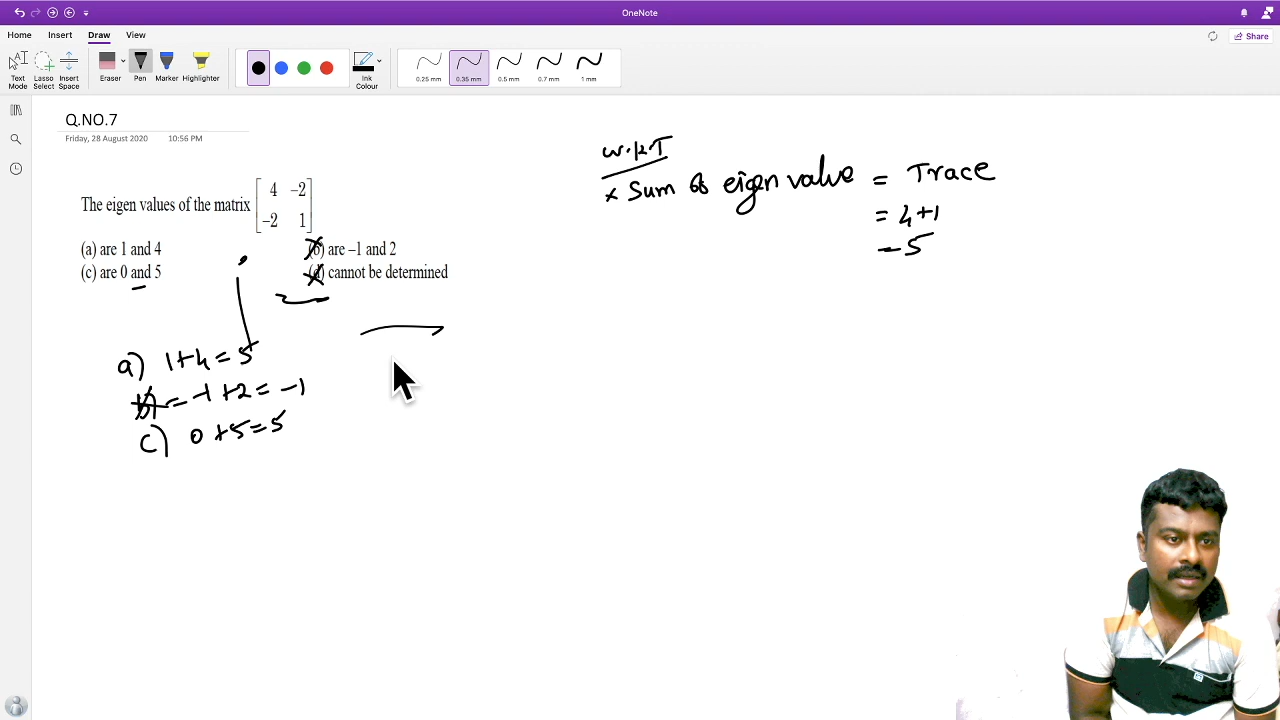 OneNote
Home Insert Draw View
Share
Text Mode
Lasso Select
Insert Space
Eraser
Pen
Marker
Highlighter
Ink Colour
0.25 mm
0.35 mm
0.5 mm
0.7 mm
1 mm
Q.NO.7
Friday, 28 August 2020 10:56 PM
The eigen values of the matrix [4 –2
–2 1]
(a) are 1 and 4 (b) are –1 and 2
(c) are 0 and 5 (d) cannot be determined
a) 1+4=5
b) = -1+2= -1
c) 0+5=5
w.k.T
* Sum of eigen value = Trace
= 4+1
= 5